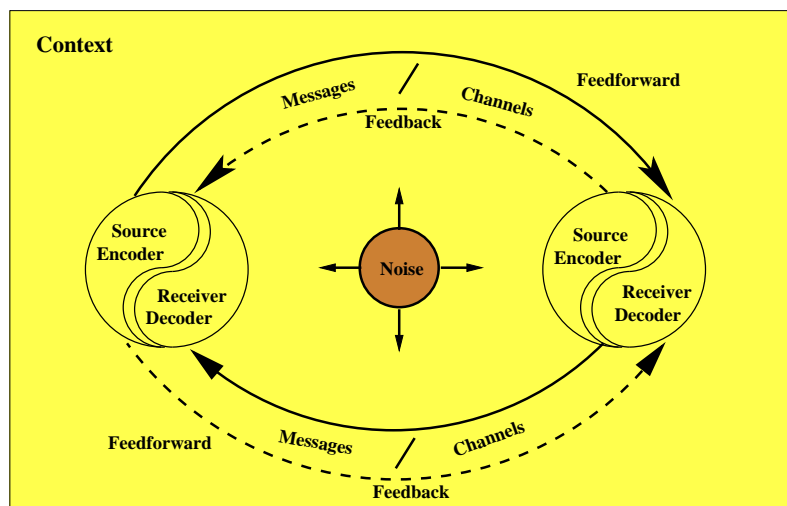 Context
Feedforward
Messages / Channels
Feedback
Source
Encoder
Receiver
Decoder
Noise
Source
Encoder
Receiver
Decoder
Feedforward
Messages / Channels
Feedback